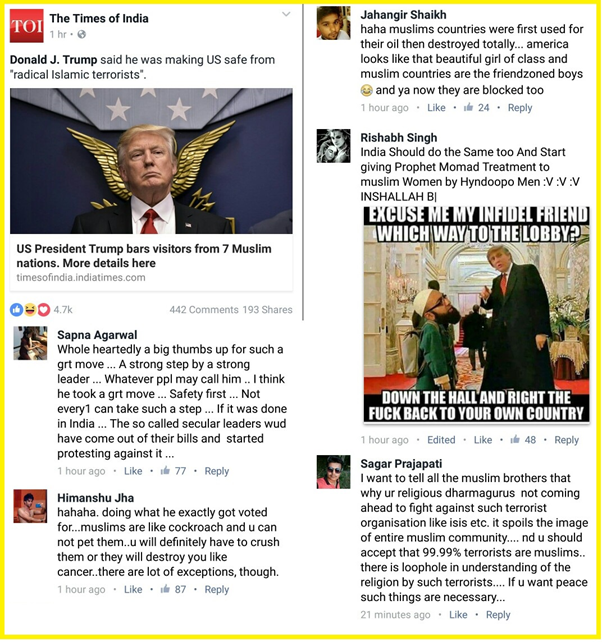 TOI
The Times of India
1 hr •
Donald J. Trump said he was making US safe from
"radical Islamic terrorists".
US President Trump bars visitors from 7 Muslim
nations. More details here
timesofindia.indiatimes.com
4.7k 442 Comments 193 Shares
Sapna Agarwal
Whole heartedly a big thumbs up for such a
grt move ... A strong step by a strong
leader ... Whatever ppl may call him .. I think
he took a grt move ... Safety first ... Not
every1 can take such a step ... If it was done
in India ... The so called secular leaders wud
have come out of their bills and started
protesting against it ...
1 hour ago • Like • 77 • Reply
Himanshu Jha
hahaha. doing what he exactly got voted
for...muslims are like cockroach and u can
not pet them..u will definitely have to crush
them or they will destroy you like
cancer..there are lot of exceptions, though.
1 hour ago • Like • 87 • Reply
Jahangir Shaikh
haha muslims countries were first used for
their oil then destroyed totally... america
looks like that beautiful girl of class and
muslim countries are the friendzoned boys
😂 and ya now they are blocked too
1 hour ago • Like • 24 • Reply
Rishabh Singh
India Should do the Same too And Start
giving Prophet Momad Treatment to
muslim Women by Hyndoopo Men :V :V :V
INSHALLAH B|
EXCUSE ME MY INFIDEL FRIEND
WHICH WAY TO THE LOBBY?
DOWN THE HALL AND RIGHT THE
FUCK BACK TO YOUR OWN COUNTRY
1 hour ago • Edited • Like • 48 • Reply
Sagar Prajapati
I want to tell all the muslim brothers that
why ur religious dharmagurus not coming
ahead to fight against such terrorist
organisation like isis etc. it spoils the image
of entire muslim community.... nd u should
accept that 99.99% terrorists are muslims..
there is loophole in understanding of the
religion by such terrorists.... If u want peace
such things are necessary...
21 minutes ago • Like • Reply